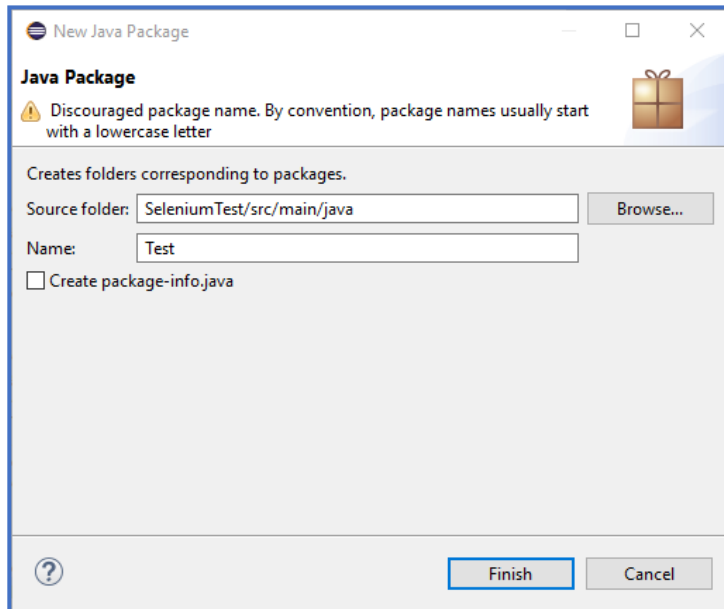 New Java Package
Java Package
Discouraged package name. By convention, package names usually start
with a lowercase letter
Creates folders corresponding to packages.
Source folder: SeleniumTest/src/main/java Browse...
Name: Test
Create package-info.java
? Finish Cancel